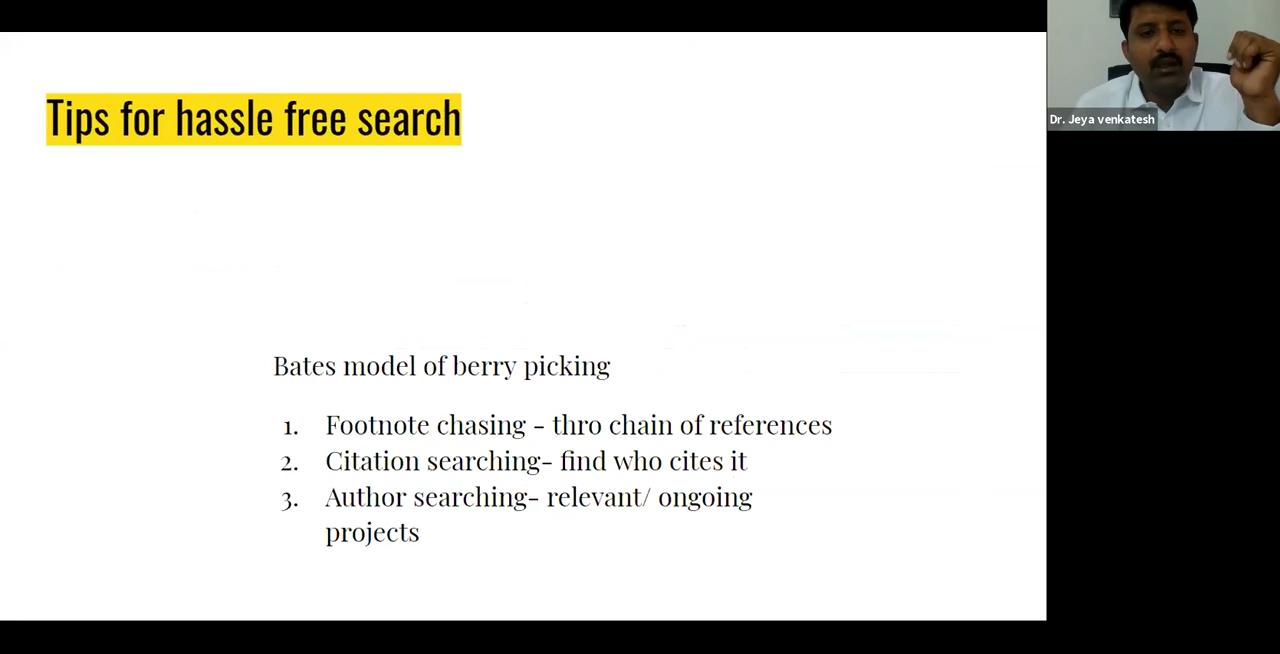 Tips for hassle free search
Dr. Jeya venkatesh
Bates model of berry picking
1. Footnote chasing - thro chain of references
2. Citation searching- find who cites it
3. Author searching- relevant/ ongoing
projects